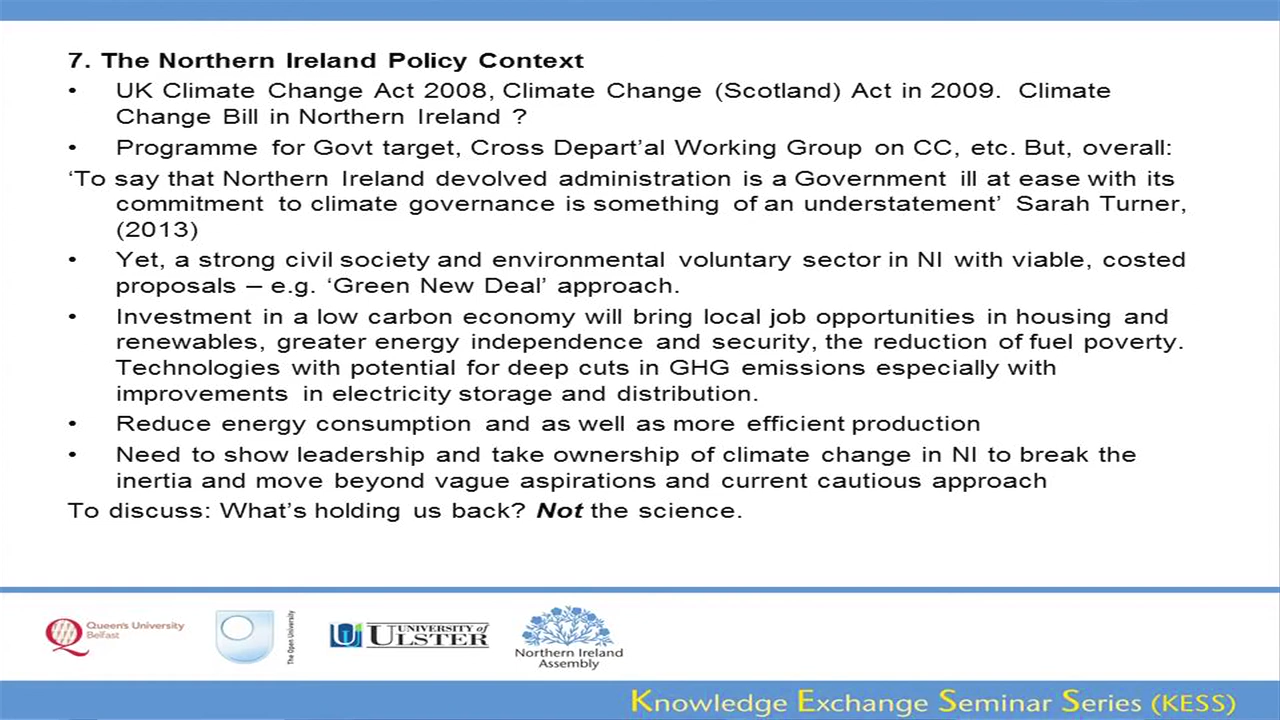 7. The Northern Ireland Policy Context
• UK Climate Change Act 2008, Climate Change (Scotland) Act in 2009. Climate
Change Bill in Northern Ireland ?
• Programme for Govt target, Cross Depart’al Working Group on CC, etc. But, overall:
‘To say that Northern Ireland devolved administration is a Government ill at ease with its
commitment to climate governance is something of an understatement’ Sarah Turner,
(2013)
• Yet, a strong civil society and environmental voluntary sector in NI with viable, costed
proposals – e.g. ‘Green New Deal’ approach.
• Investment in a low carbon economy will bring local job opportunities in housing and
renewables, greater energy independence and security, the reduction of fuel poverty.
Technologies with potential for deep cuts in GHG emissions especially with
improvements in electricity storage and distribution.
• Reduce energy consumption and as well as more efficient production
• Need to show leadership and take ownership of climate change in NI to break the
inertia and move beyond vague aspirations and current cautious approach
To discuss: What’s holding us back? Not the science.
Queen's University
Belfast
The Open University
UNIVERSITY of
ULSTER
Northern Ireland
Assembly
Knowledge Exchange Seminar Series (KESS)